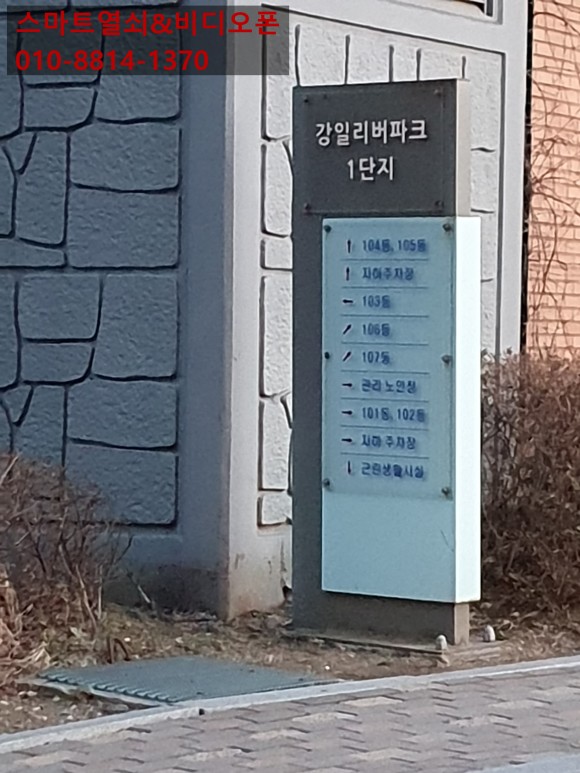 스마트열쇠&비디오폰
010-8814-1370
강일리버파크
1단지
↑ 104동, 105동
↑ 지하주차장
← 103동
↗ 106동
↗ 107동
→ 관리 노인정
→ 101동, 102동
→ 지하 주차장
↓ 근린생활시설